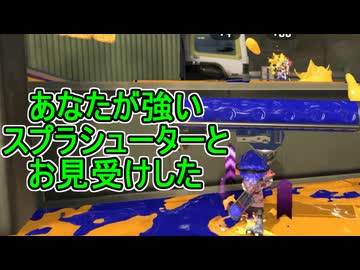 あなたが強い
スプラシューターと
お見受けした